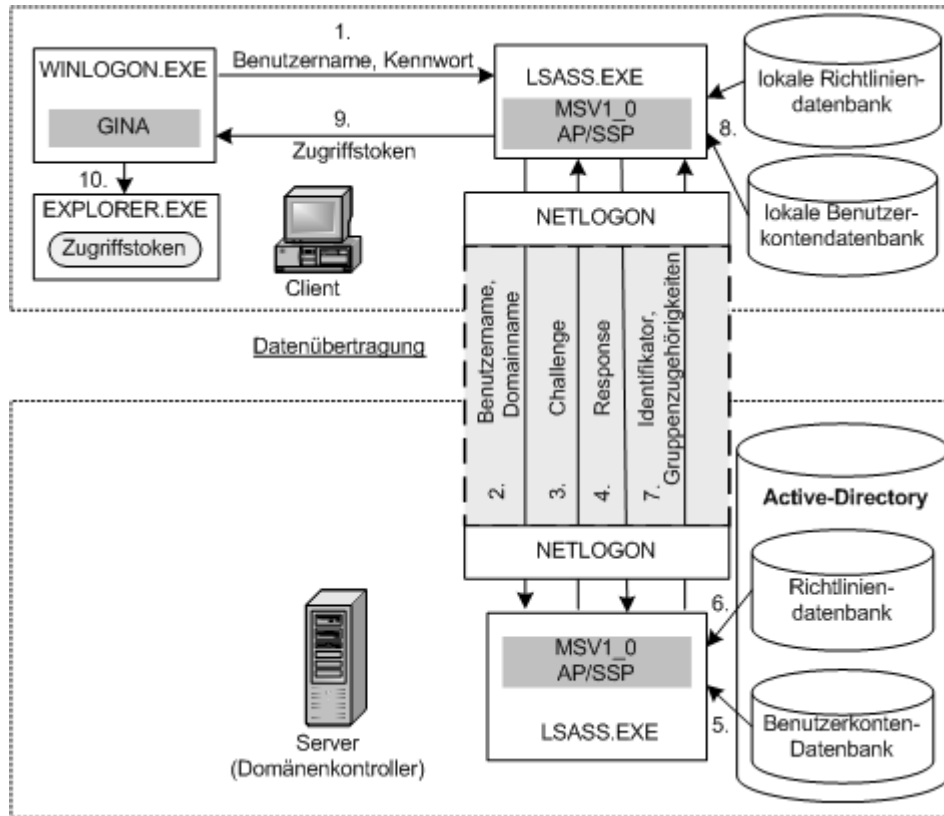 1.
Benutzername, Kennwort
WINLOGON.EXE
GINA
9.
Zugriffstoken
10.
EXPLORER.EXE
Zugriffstoken
Client
LSASS.EXE
MSV1_0
AP/SSP
8.
lokale Richtlinien-
datenbank
lokale Benutzer-
kontendatenbank
NETLOGON
Datenübertragung
2.
Benutzername,
Domainname
3.
Challenge
4.
Response
7.
Identifikator,
Gruppenzugehörigkeiten
NETLOGON
MSV1_0
AP/SSP
LSASS.EXE
6.
5.
Active-Directory
Richtlinien-
datenbank
Benutzerkonten-
Datenbank
Server
(Domänenkontroller)